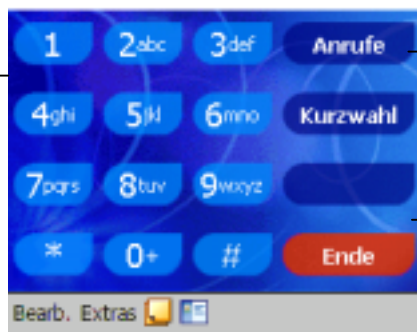 1 2abc 3def Anrufe
4ghi 5jkl 6mno Kurzwahl
7pqrs 8tuv 9wxyz
* 0+ # Ende
Bearb. Extras